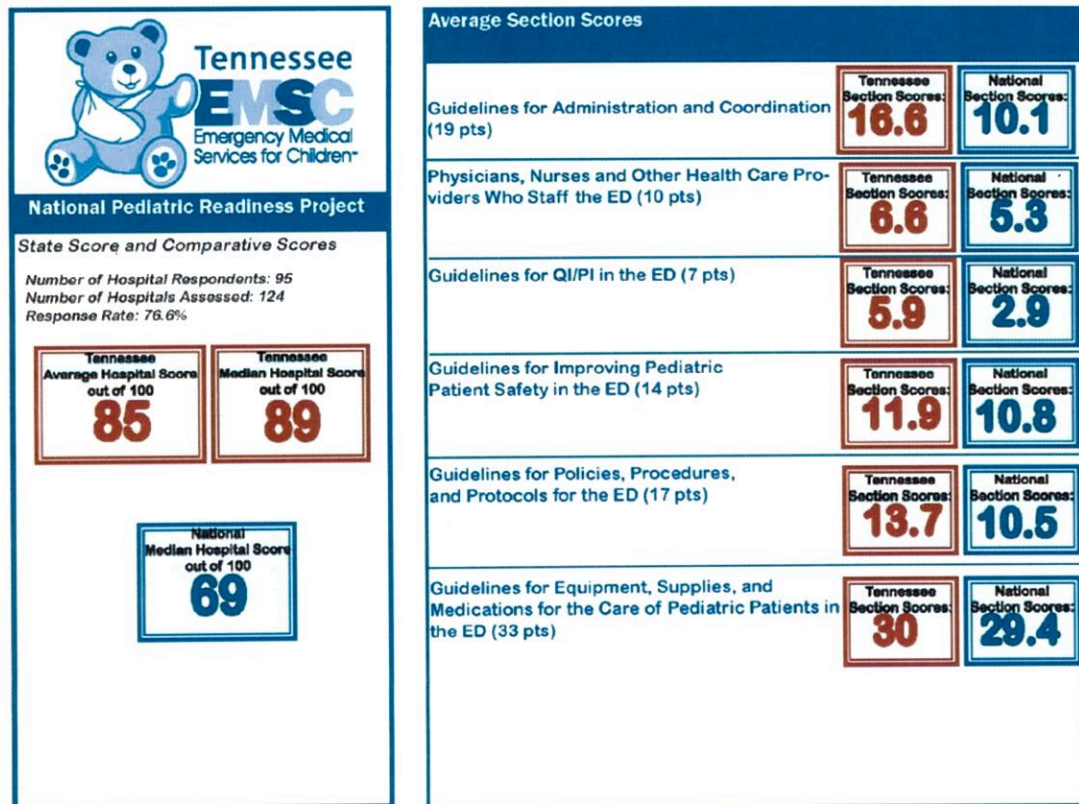 Tennessee
EMSC
Emergency Medical
Services for Children
National Pediatric Readiness Project
State Score and Comparative Scores
Number of Hospital Respondents: 95
Number of Hospitals Assessed: 124
Response Rate: 76.6%
Tennessee
Average Hospital Score
out of 100
85
Tennessee
Median Hospital Score
out of 100
89
National
Median Hospital Score
out of 100
69
Average Section Scores
Guidelines for Administration and Coordination
(19 pts)
Tennessee
Section Scores:
16.6
National
Section Scores:
10.1
Physicians, Nurses and Other Health Care Pro-
viders Who Staff the ED (10 pts)
Tennessee
Section Scores:
6.6
National
Section Scores:
5.3
Guidelines for QI/PI in the ED (7 pts)
Tennessee
Section Scores:
5.9
National
Section Scores:
2.9
Guidelines for Improving Pediatric
Patient Safety in the ED (14 pts)
Tennessee
Section Scores:
11.9
National
Section Scores:
10.8
Guidelines for Policies, Procedures,
and Protocols for the ED (17 pts)
Tennessee
Section Scores:
13.7
National
Section Scores:
10.5
Guidelines for Equipment, Supplies, and
Medications for the Care of Pediatric Patients in
the ED (33 pts)
Tennessee
Section Scores:
30
National
Section Scores:
29.4